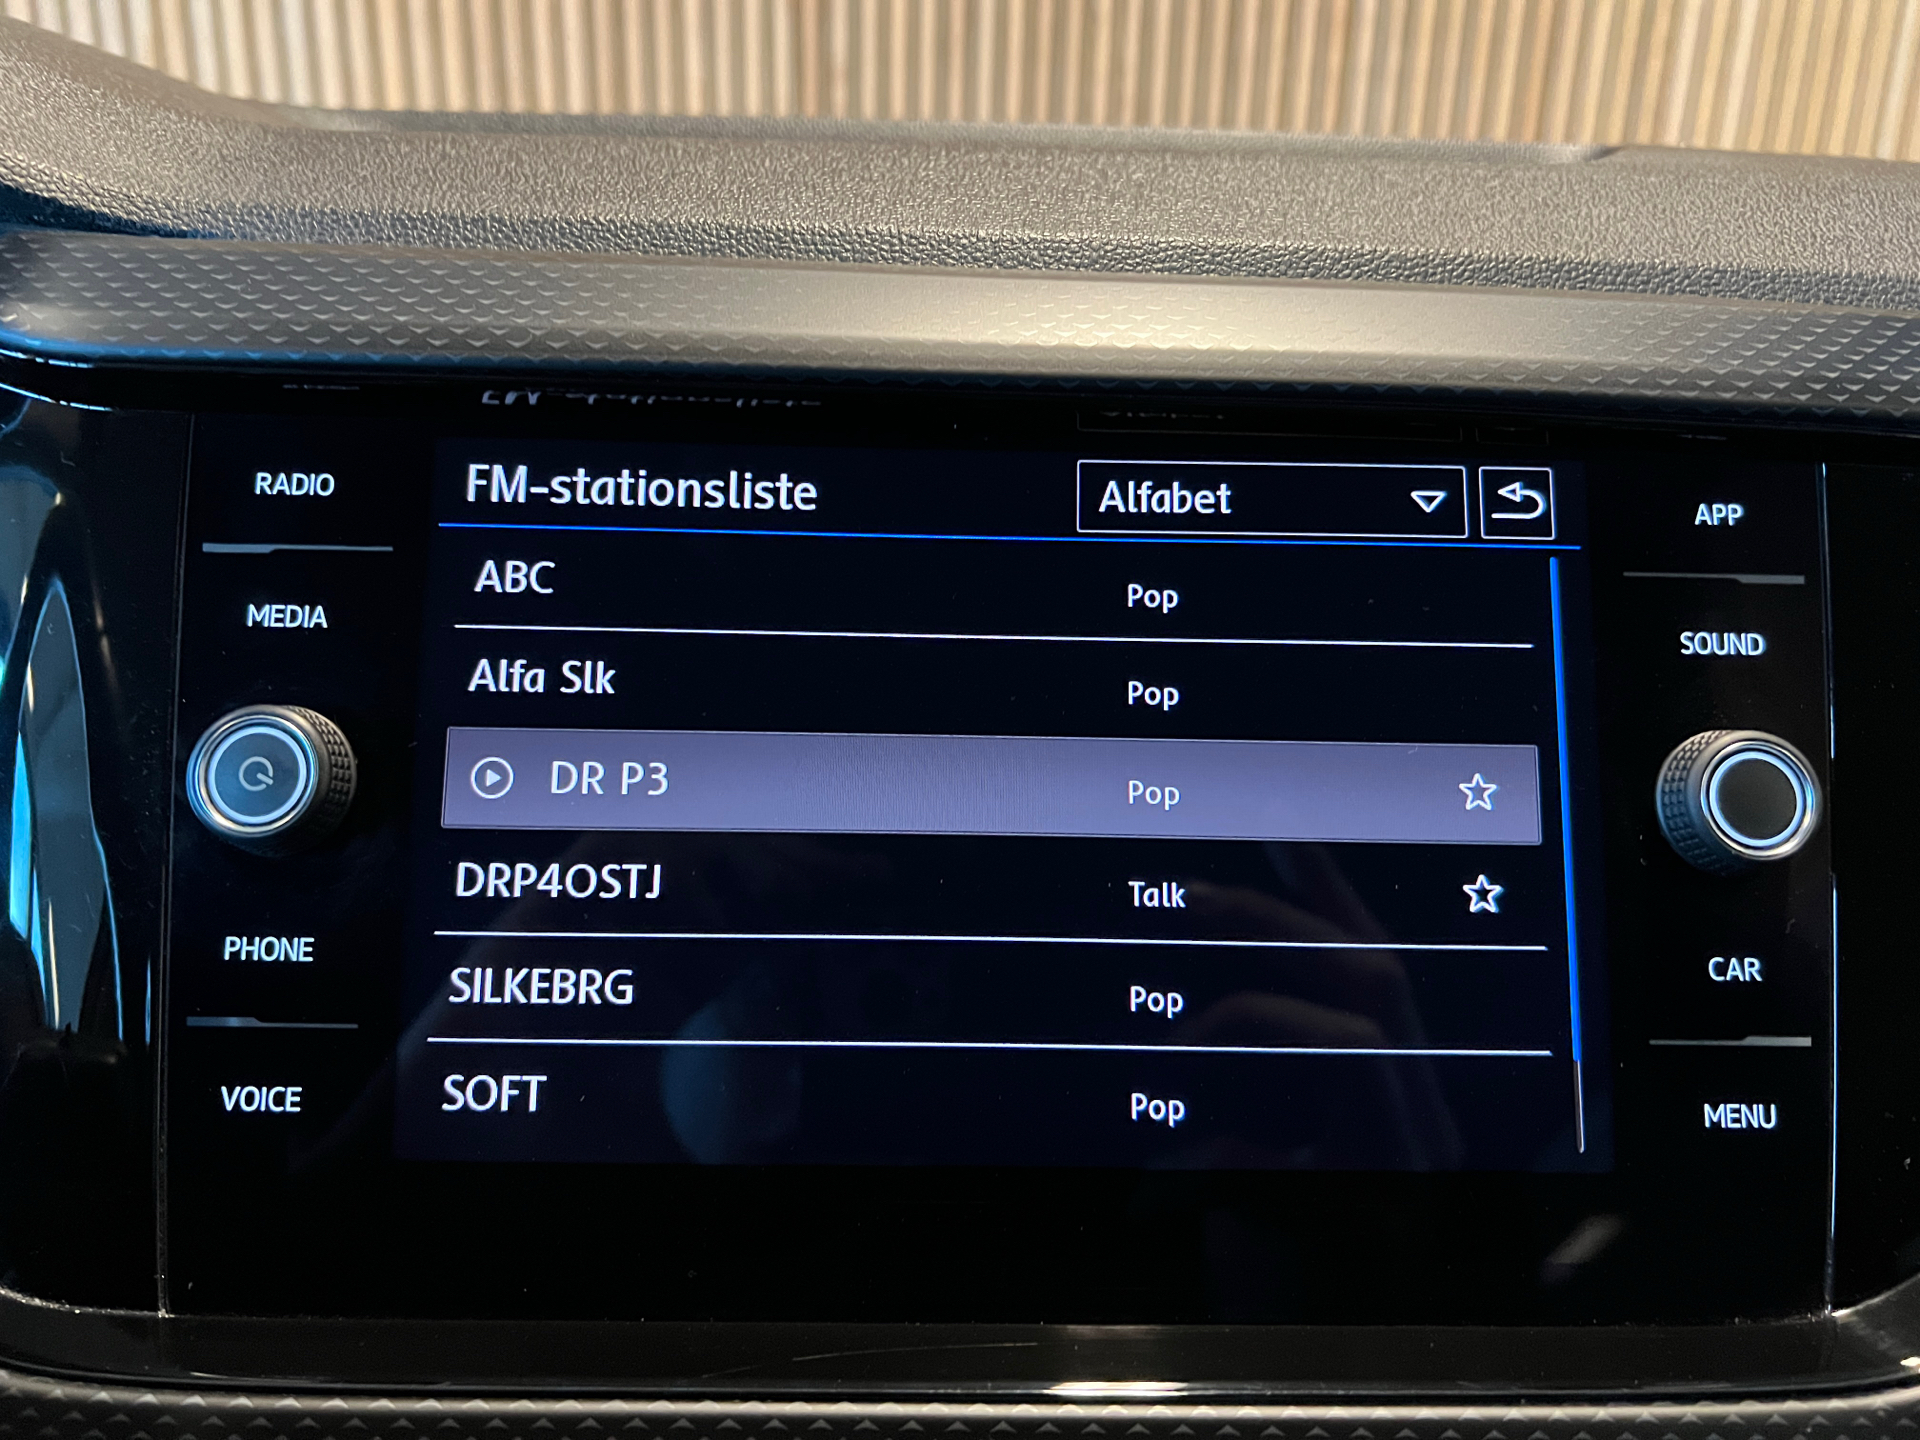 RADIO
MEDIA
PHONE
VOICE
FM-stationsliste
Alfabet
ABC Pop
Alfa Slk Pop
DR P3 Pop
DRP4OSTJ Talk
SILKEBRG Pop
SOFT Pop
APP
SOUND
CAR
MENU